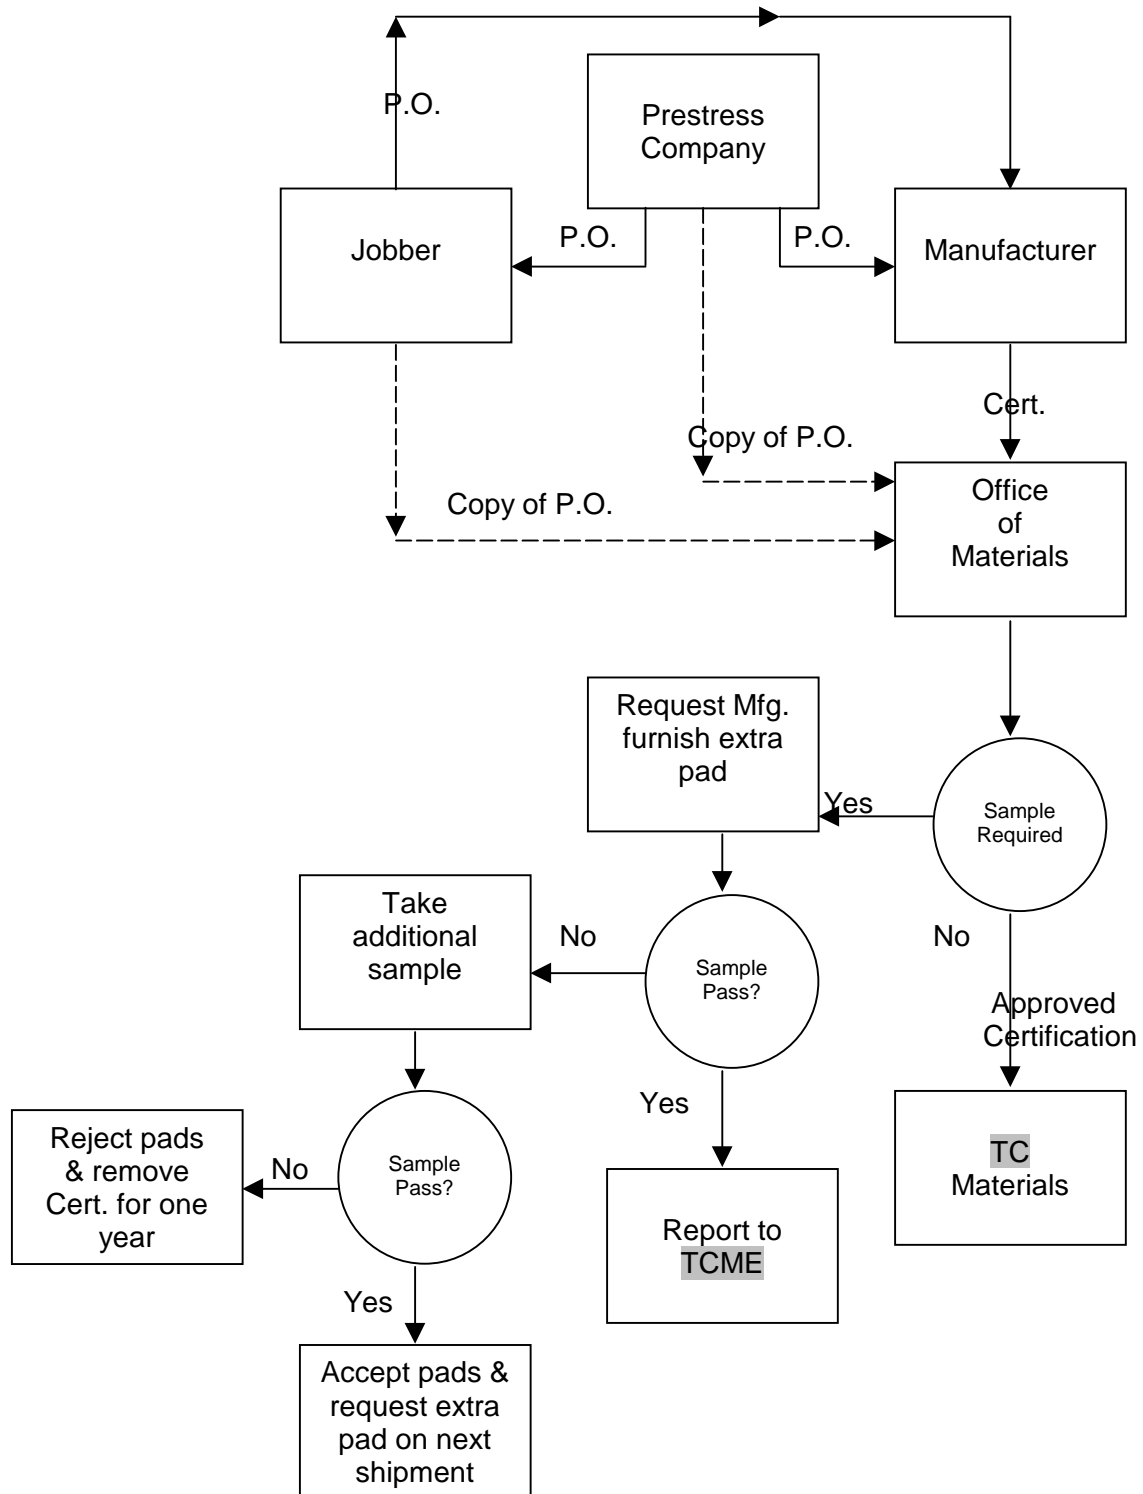 P.O.
Prestress
Company
Jobber
P.O.
P.O.
Manufacturer
Cert.
Copy of P.O.
Copy of P.O.
Office
of
Materials
Request Mfg.
furnish extra
pad
Yes
Sample
Required
Take
additional
sample
No
Sample
Pass?
No
Approved
Certification
Yes
Reject pads
& remove
Cert. for one
year
No
Sample
Pass?
Report to
TCME
TC
Materials
Yes
Accept pads &
request extra
pad on next
shipment